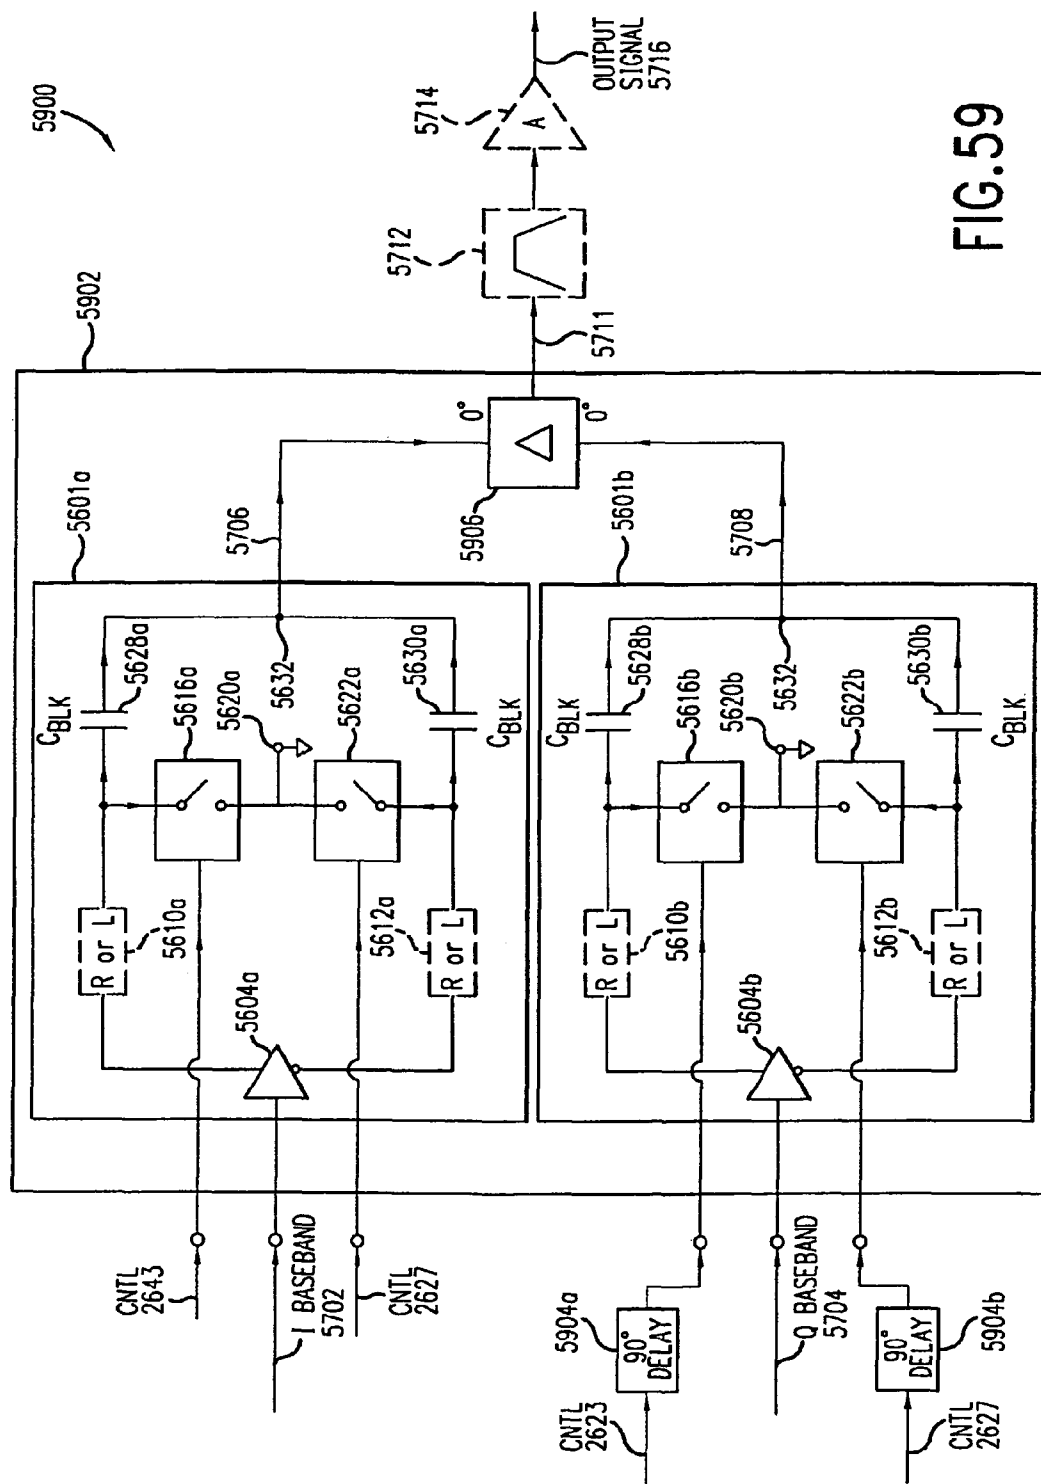 5900
5902
5601a
5706
C_BLK
5628a
5616a
5620a
5632
5622a
5630a
C_BLK
R or L
5610a
5604a
5612a
R or L
CNTL
2643
I BASEBAND
5702
CNTL
2627
0°
0°
5906
5711
5712
A
5714
OUTPUT
SIGNAL
5716
5601b
5708
C_BLK
5628b
5616b
5620b
5632
5622b
5630b
C_BLK
R or L
5610b
5604b
5612b
R or L
5904a
90°
DELAY
CNTL
2623
Q BASEBAND
5704
90°
DELAY
5904b
CNTL
2627
FIG.59